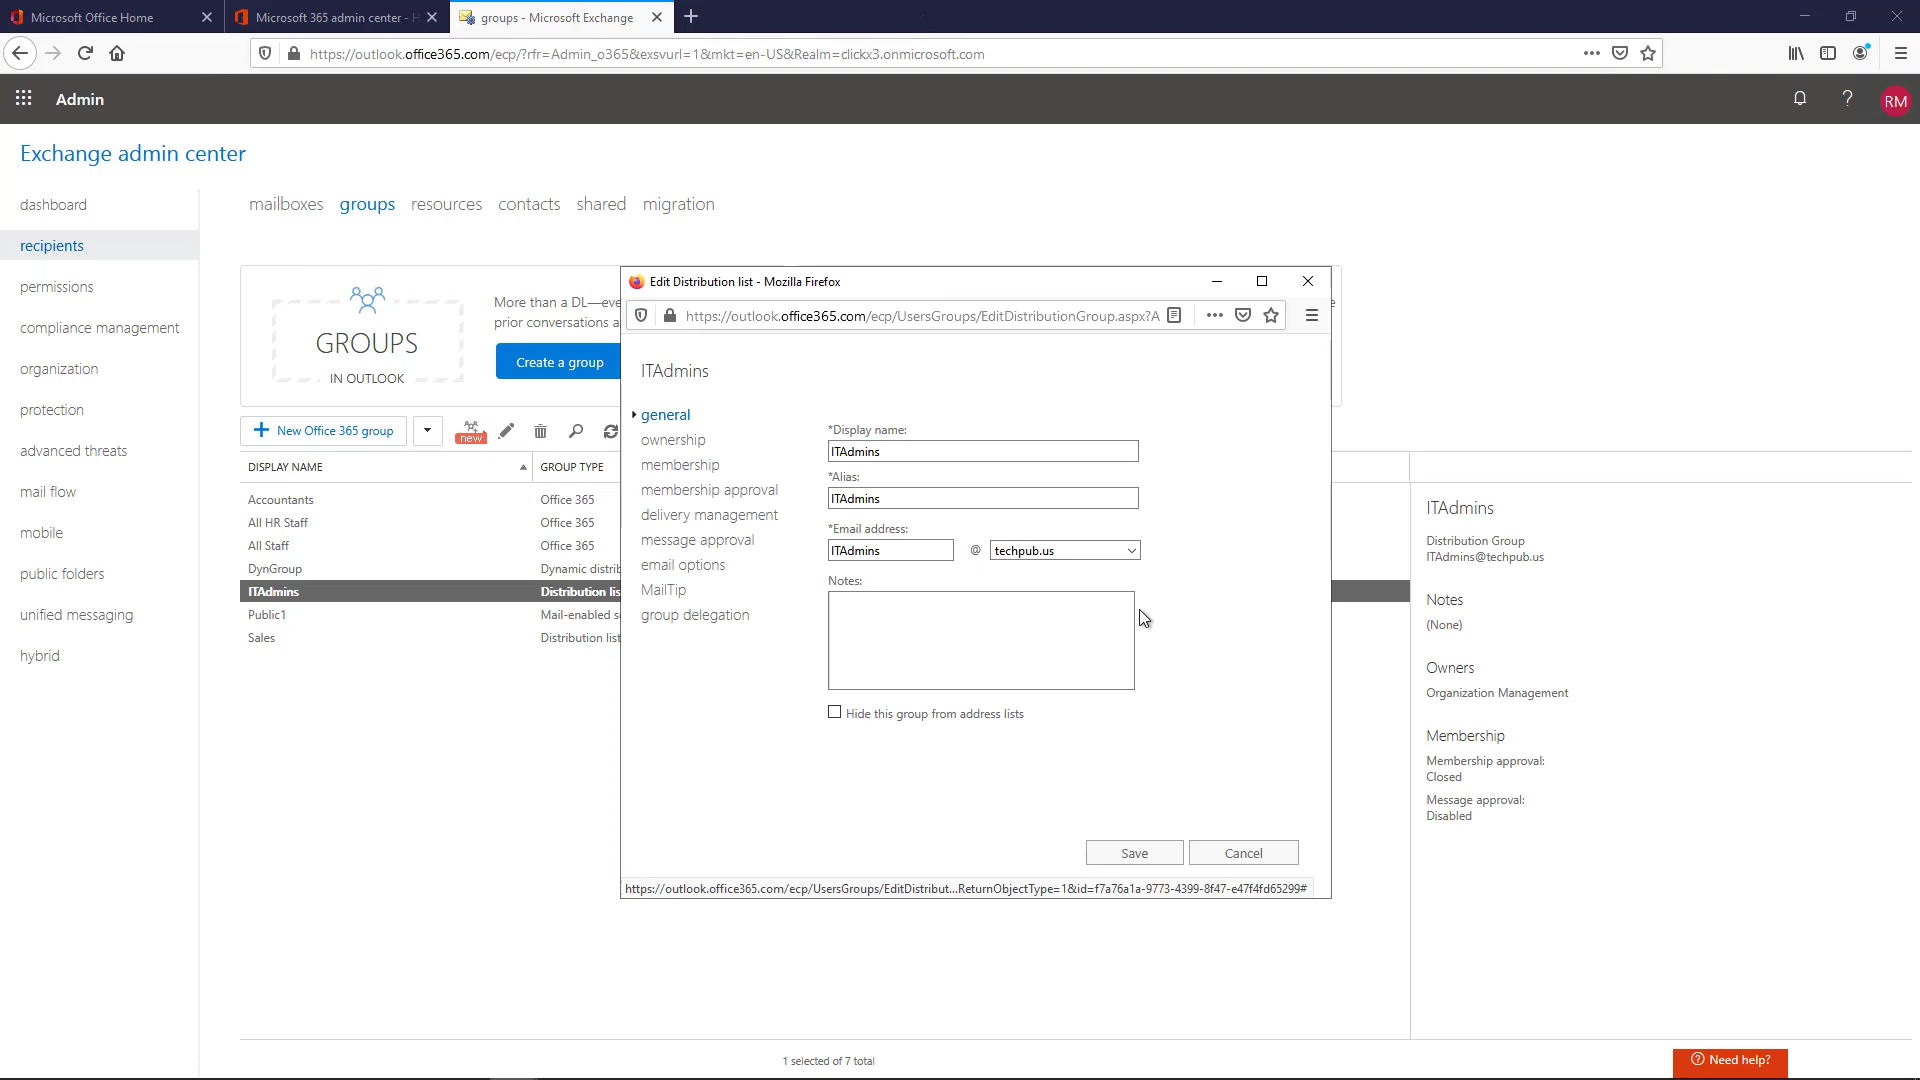 Microsoft Office Home
Microsoft 365 admin center - H
groups - Microsoft Exchange
https://outlook.office365.com/ecp/?rfr=Admin_o365&exsvurl=1&mkt=en-US&Realm=clickx3.onmicrosoft.com
Admin
?
RM
Exchange admin center
dashboard
recipients
permissions
compliance management
organization
protection
advanced threats
mail flow
mobile
public folders
unified messaging
hybrid
mailboxes groups resources contacts shared migration
GROUPS
IN OUTLOOK
More than a DL—eve
prior conversations a
Create a group
New Office 365 group
new
DISPLAY NAME GROUP TYPE
Accountants Office 365
All HR Staff Office 365
All Staff Office 365
DynGroup Dynamic distrib
ITAdmins Distribution lis
Public1 Mail-enabled s
Sales Distribution list
Edit Distribution list - Mozilla Firefox
https://outlook.office365.com/ecp/UsersGroups/EditDistributionGroup.aspx?A
ITAdmins
general
ownership
membership
membership approval
delivery management
message approval
email options
MailTip
group delegation
*Display name:
ITAdmins
*Alias:
ITAdmins
*Email address:
ITAdmins @ techpub.us
Notes:
Hide this group from address lists
Save Cancel
https://outlook.office365.com/ecp/UsersGroups/EditDistribut...ReturnObjectType=1&id=f7a76a1a-9773-4399-8f47-e47f4fd65299#
ITAdmins
Distribution Group
ITAdmins@techpub.us
Notes
(None)
Owners
Organization Management
Membership
Membership approval:
Closed
Message approval:
Disabled
1 selected of 7 total
Need help?